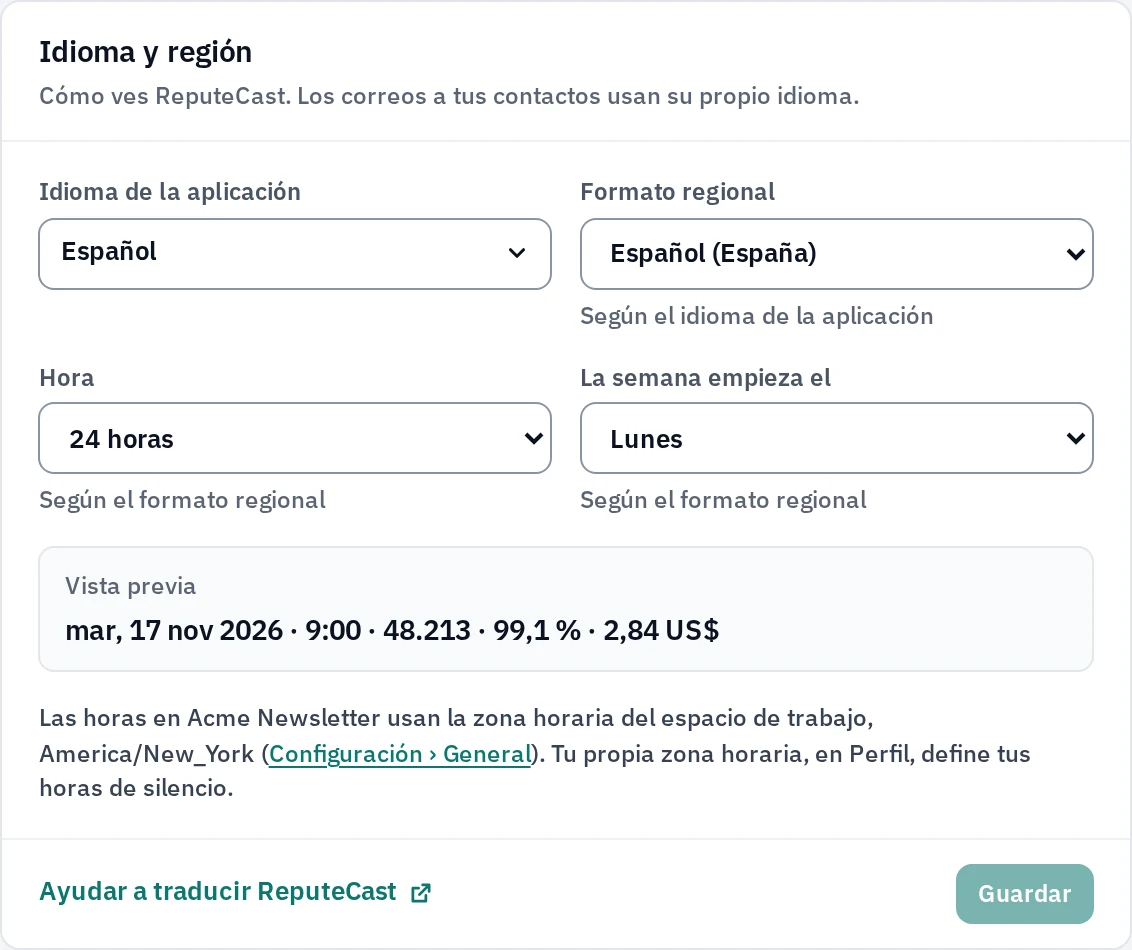 Idioma y región
Cómo ves ReputeCast. Los correos a tus contactos usan su propio idioma.
Idioma de la aplicación
Español
Formato regional
Español (España)
Según el idioma de la aplicación
Hora
24 horas
Según el formato regional
La semana empieza el
Lunes
Según el formato regional
Vista previa
mar, 17 nov 2026 · 9:00 · 48.213 · 99,1 % · 2,84 US$
Las horas en Acme Newsletter usan la zona horaria del espacio de trabajo,
America/New_York (Configuración › General). Tu propia zona horaria, en Perfil, define tus
horas de silencio.
Ayudar a traducir ReputeCast
Guardar